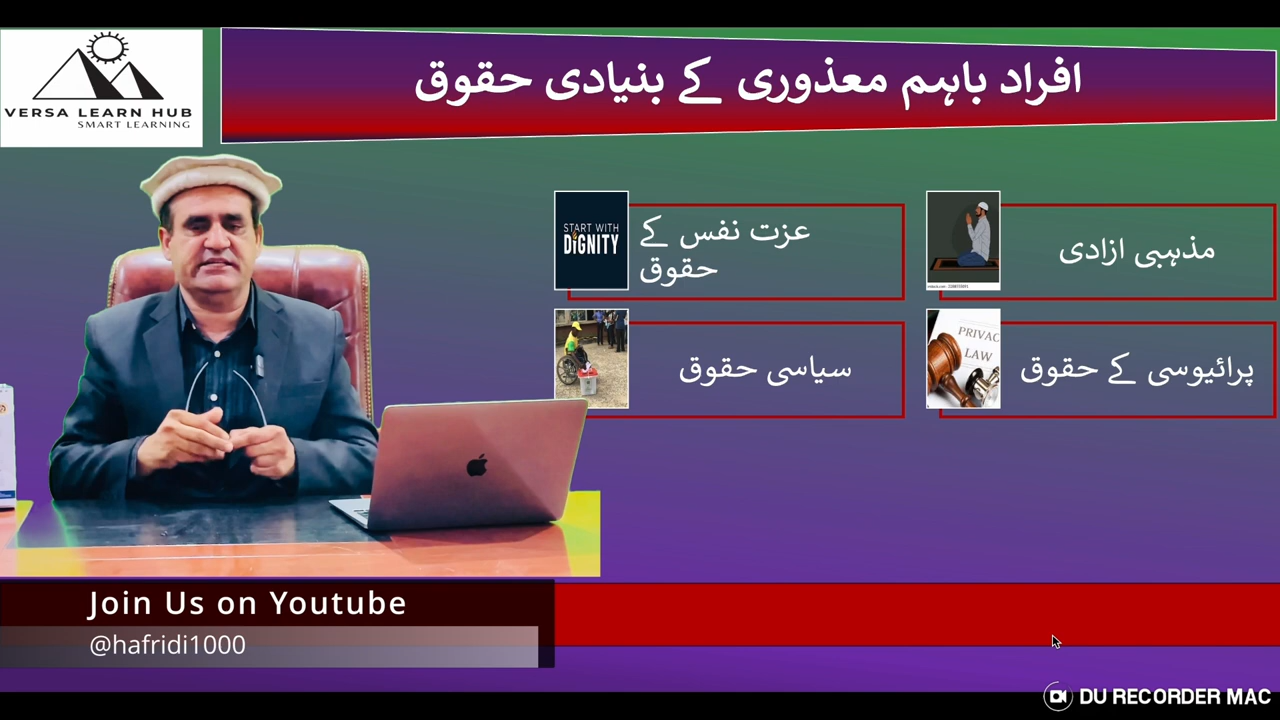 VERSA LEARN HUB
SMART LEARNING
افراد باہم معذوری کے بنیادی حقوق
مذہبی ازادی
START WITH
DIGNITY
عزت نفس کے
حقوق
PRIVAC
LAW
پرائیوسی کے حقوق
سیاسی حقوق
Join Us on Youtube
@hafridi1000
DU RECORDER MAC